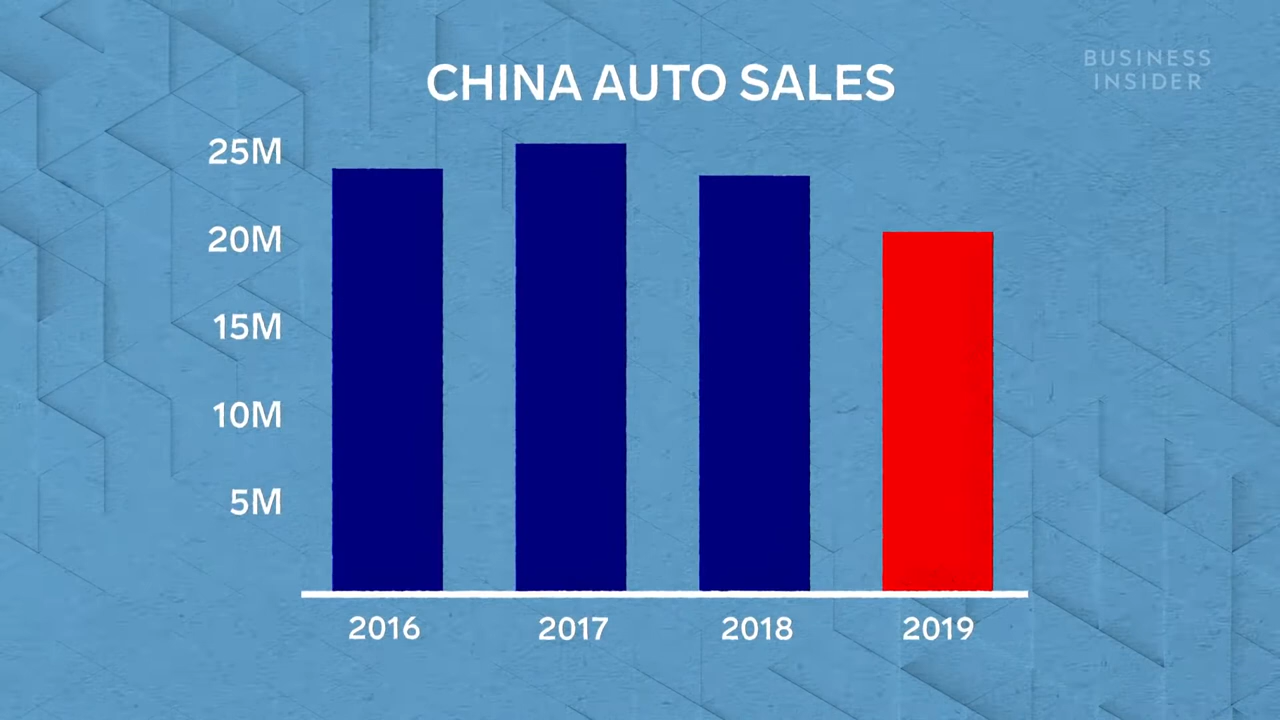 BUSINESS
INSIDER
CHINA AUTO SALES
25M
20M
15M
10M
5M
2016 2017 2018 2019